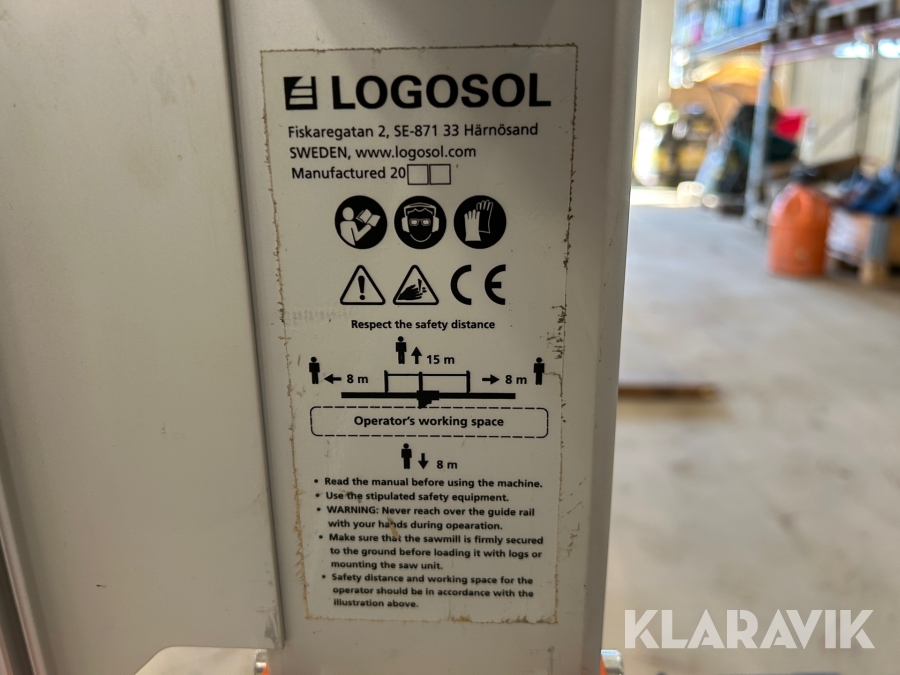 LOGOSOL
Fiskaregatan 2, SE-871 33 Härnösand
SWEDEN, www.logosol.com
Manufactured 20
CE
Respect the safety distance
15 m
8 m
8 m
Operator's working space
8 m
• Read the manual before using the machine.
• Use the stipulated safety equipment.
• WARNING: Never reach over the guide rail
with your hands during opearation.
• Make sure that the sawmill is firmly secured
to the ground before loading it with logs or
mounting the saw unit.
• Safety distance and working space for the
operator should be in accordance with the
illustration above.
KLARAVIK